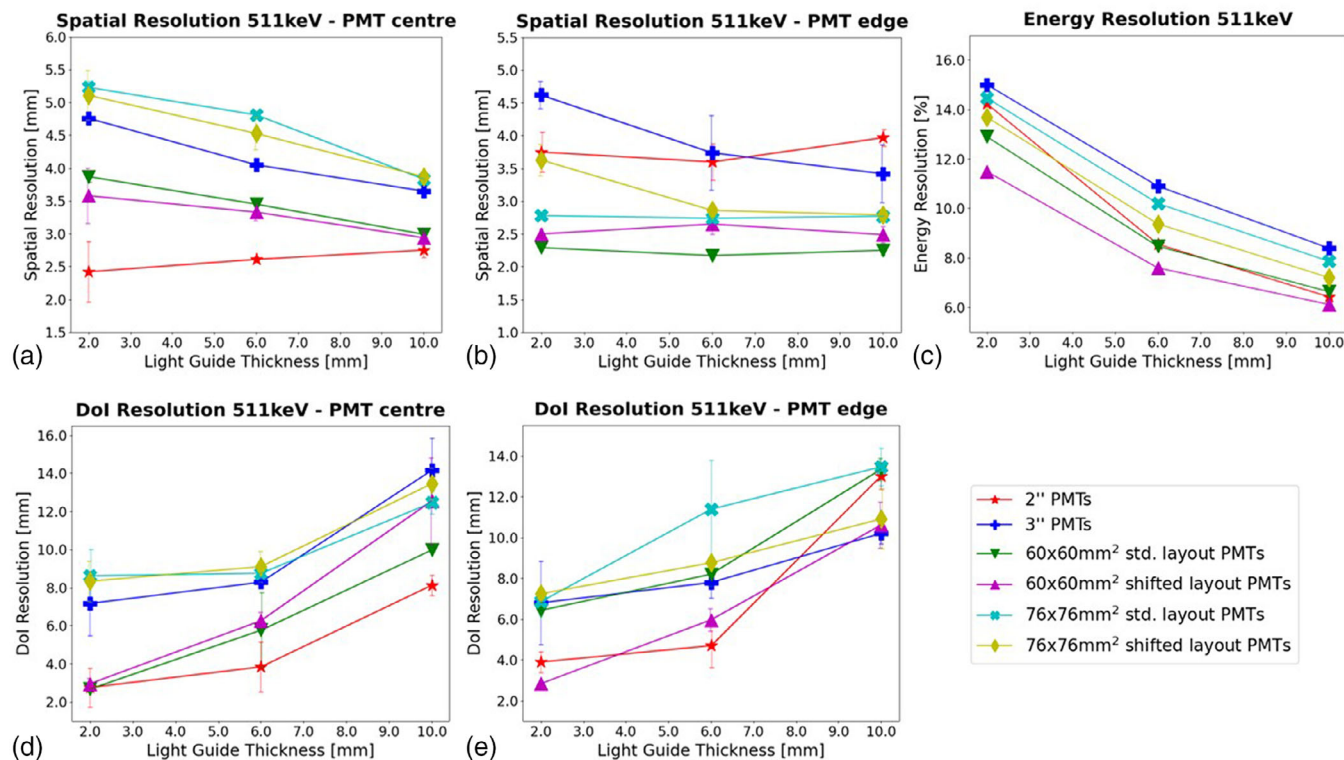 Spatial Resolution 511keV - PMT centre
Spatial Resolution [mm]
6.0
5.5
5.0
4.5
4.0
3.5
3.0
2.5
2.0
1.5
2.0 3.0 4.0 5.0 6.0 7.0 8.0 9.0 10.0
Light Guide Thickness [mm]
(a)
Spatial Resolution 511keV - PMT edge
Spatial Resolution [mm]
5.5
5.0
4.5
4.0
3.5
3.0
2.5
2.0
1.5
1.0
2.0 3.0 4.0 5.0 6.0 7.0 8.0 9.0 10.0
Light Guide Thickness [mm]
(b)
Energy Resolution 511keV
Energy Resolution [%]
16.0
14.0
12.0
10.0
8.0
6.0
2.0 3.0 4.0 5.0 6.0 7.0 8.0 9.0 10.0
Light Guide Thickness [mm]
(c)
DoI Resolution 511keV - PMT centre
DoI Resolution [mm]
16.0
14.0
12.0
10.0
8.0
6.0
4.0
2.0
2.0 3.0 4.0 5.0 6.0 7.0 8.0 9.0 10.0
Light Guide Thickness [mm]
(d)
DoI Resolution 511keV - PMT edge
DoI Resolution [mm]
14.0
12.0
10.0
8.0
6.0
4.0
2.0
2.0 3.0 4.0 5.0 6.0 7.0 8.0 9.0 10.0
Light Guide Thickness [mm]
(e)
2'' PMTs
3'' PMTs
60x60mm² std. layout PMTs
60x60mm² shifted layout PMTs
76x76mm² std. layout PMTs
76x76mm² shifted layout PMTs